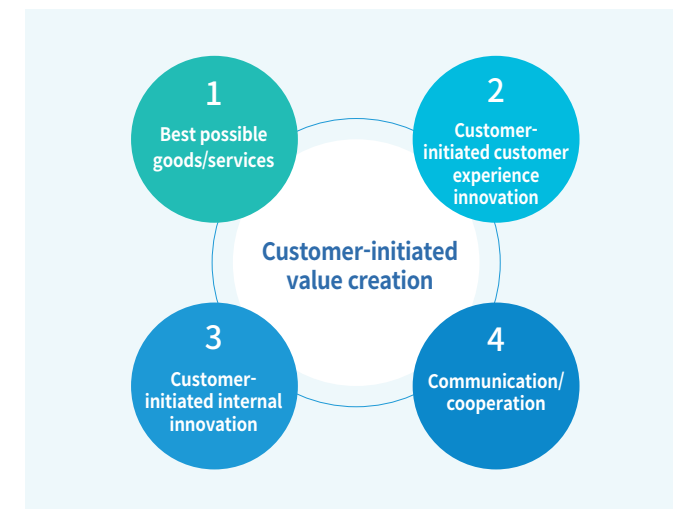 1
Best possible
goods/services
2
Customer-
initiated customer
experience
innovation
Customer-initiated
value creation
3
Customer-
initiated internal
innovation
4
Communication/
cooperation